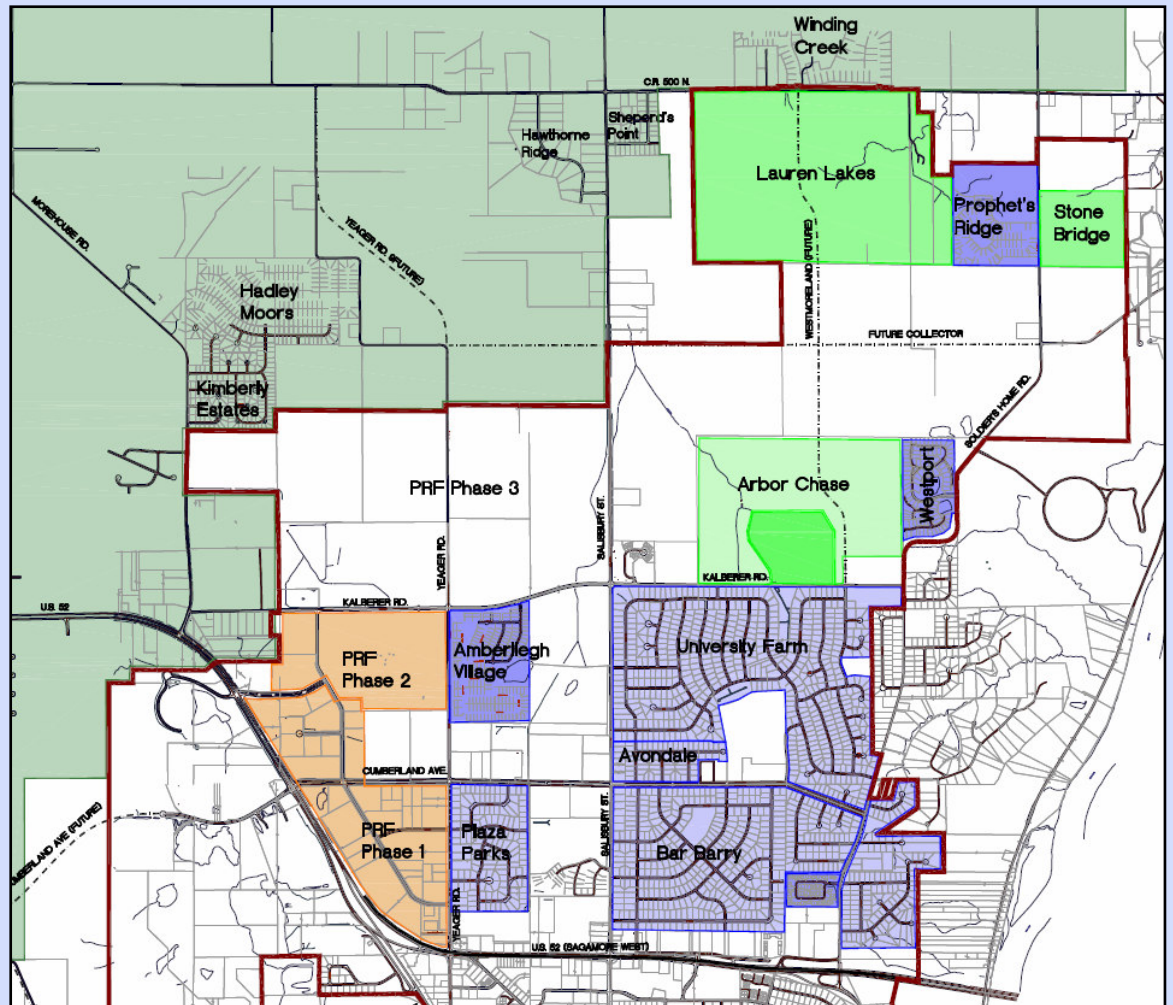 Winding
Creek
C.R. 500 N.
Sheperd's
Point
Hawthorne
Ridge
Lauren Lakes
Prophet's
Ridge
Stone
Bridge
MOREHOUSE RD.
YEAGER RD. (FUTURE)
WESTMORELAND (FUTURE)
Hadley
Moors
FUTURE COLLECTOR
Kimberly
Estates
SOLDIER'S HOME RD.
PRF Phase 3
Arbor Chase
Westport
SALISBURY ST.
YEAGER RD.
KALBERER RD.
U.S. 52
KALBERER RD.
PRF
Phase 2
Amberllegh
Village
University Farm
Avondale
CUMBERLAND AVE.
UMBERLAND AVE (FUTURE)
PRF
Phase 1
Plaza
Parks
SALISBURY ST.
Bar Barry
YEAGER RD.
U.S. 52 (SAGAMORE WEST)